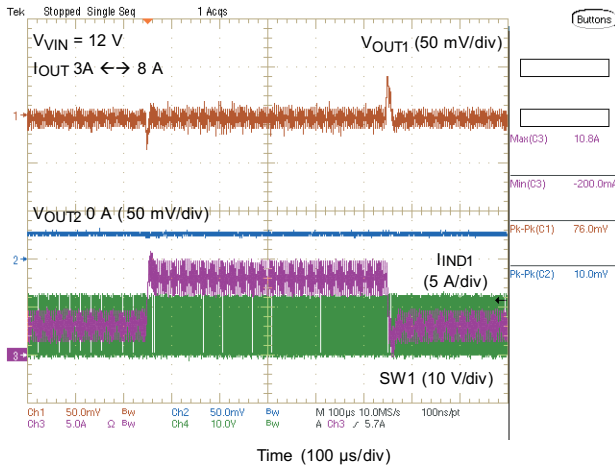 Tek Stopped Single Seq 1 Acqs
Buttons
VVIN = 12 V
VOUT1 (50 mV/div)
IOUT 3A ←→ 8 A
1
Max(C3) 10.8A
Min(C3) -200.0mA
VOUT2 0 A ( 50 mV/div)
Pk-Pk(C1) 76.0mV
2
IIND1
(5 A/div)
Pk-Pk(C2) 10.0mV
3
SW1 (10 V/div)
Ch1 50.0mV Bw Ch2 50.0mV Bw M 100µs 10.0MS/s 100ns/pt
Ch3 5.0A Ω Bw Ch4 10.0V Bw A Ch3 ∕ 5.7A
Time (100 µs/div)